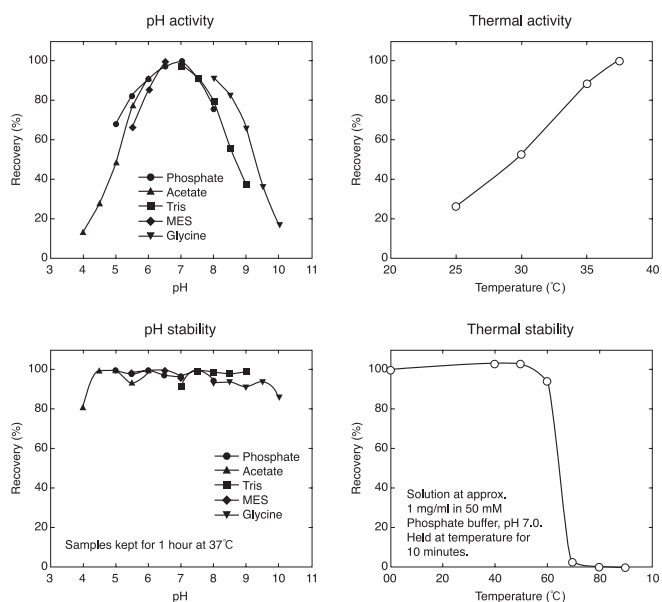 pH activity
100
80
60
40
20
0
Recovery (%)
Phosphate
Acetate
Tris
MES
Glycine
3 4 5 6 7 8 9 10 11
pH
Thermal activity
100
80
60
40
20
0
Recovery (%)
20 25 30 35 40
Temperature (℃)
pH stability
100
80
60
40
20
0
Recovery (%)
Phosphate
Acetate
Tris
MES
Glycine
Samples kept for 1 hour at 37℃
3 4 5 6 7 8 9 10 11
pH
Thermal stability
100
80
60
40
20
0
Recovery (%)
Solution at approx.
1 mg/ml in 50 mM
Phosphate buffer, pH 7.0.
Held at temperature for
10 minutes.
00 20 40 60 80 100
Temperature (℃)